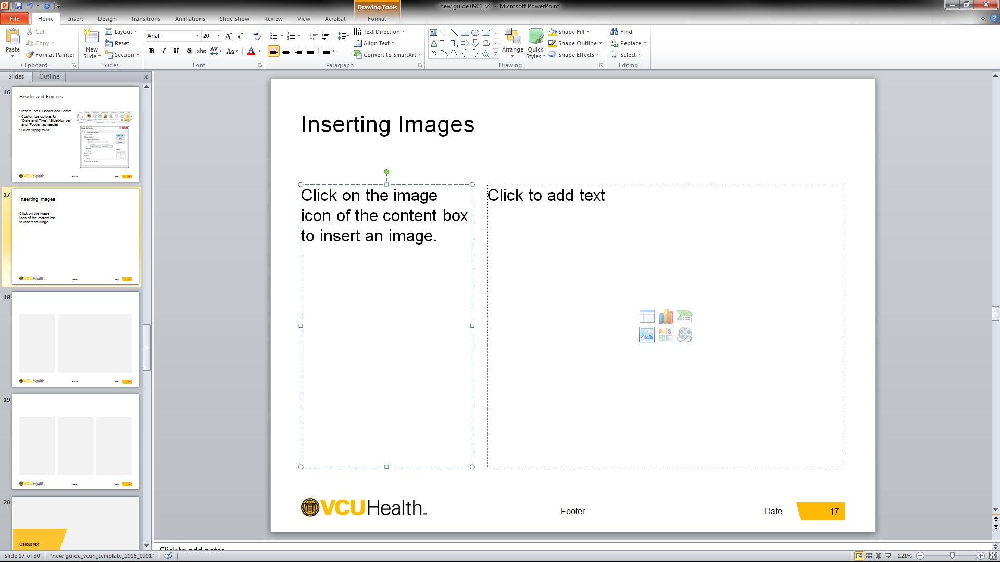 new guide 0901_v1 - Microsoft PowerPoint
Drawing Tools
File Home Insert Design Transitions Animations Slide Show Review View Acrobat Format
Paste
Cut
Copy
Format Painter
Clipboard
New Slide
Layout
Reset
Section
Slides
Arial 20
B I U S abc AV Aa A
Font
Text Direction
Align Text
Convert to SmartArt
Paragraph
Arrange
Quick Styles
Shape Fill
Shape Outline
Shape Effects
Drawing
Find
Replace
Select
Editing
Slides Outline
16
Header and Footers
• Insert Tab > Header and Footer
• Customize options for
"Date and Time", "Slide Number"
and "Footer" as needed
• Click "Apply to All"
VCUHealth.
17
Inserting Images
Click on the image
icon of the content box
to insert an image.
VCUHealth.
18
VCUHealth.
19
VCUHealth.
20
Callout text
Inserting Images
Click on the image
icon of the content box
to insert an image.
Click to add text
VCUHealth™
Footer
Date
17
Click to add notes
Slide 17 of 30
"new guide_vcuh_template_2015_0901"
121%